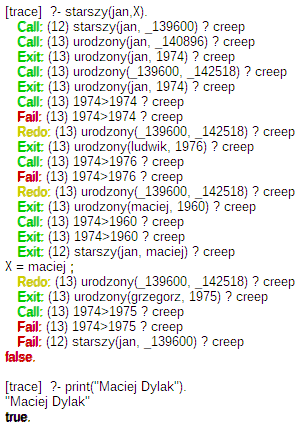 [trace]  ?- starszy(jan,X).
   Call: (12) starszy(jan, _139600) ? creep
   Call: (13) urodzony(jan, _140896) ? creep
   Exit: (13) urodzony(jan, 1974) ? creep
   Call: (13) urodzony(_139600, _142518) ? creep
   Exit: (13) urodzony(jan, 1974) ? creep
   Call: (13) 1974>1974 ? creep
   Fail: (13) 1974>1974 ? creep
   Redo: (13) urodzony(_139600, _142518) ? creep
   Exit: (13) urodzony(ludwik, 1976) ? creep
   Call: (13) 1974>1976 ? creep
   Fail: (13) 1974>1976 ? creep
   Redo: (13) urodzony(_139600, _142518) ? creep
   Exit: (13) urodzony(maciej, 1960) ? creep
   Call: (13) 1974>1960 ? creep
   Exit: (13) 1974>1960 ? creep
   Exit: (12) starszy(jan, maciej) ? creep
X = maciej ;
   Redo: (13) urodzony(_139600, _142518) ? creep
   Exit: (13) urodzony(grzegorz, 1975) ? creep
   Call: (13) 1974>1975 ? creep
   Fail: (13) 1974>1975 ? creep
   Fail: (12) starszy(jan, _139600) ? creep
false.

[trace]  ?- print("Maciej Dylak").
"Maciej Dylak"
true.